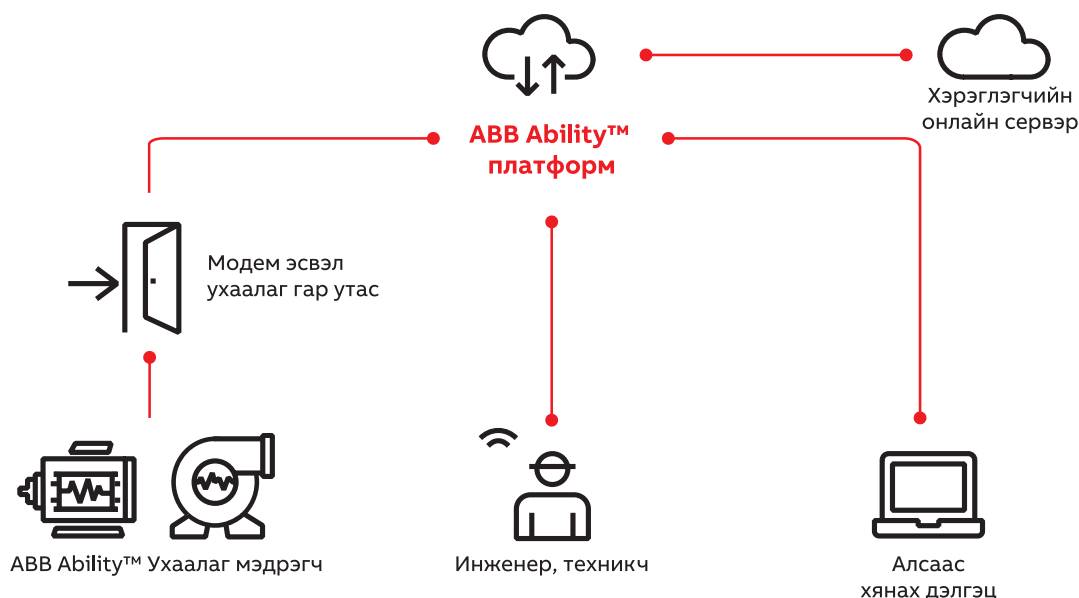 Хэрэглэгчийн
онлайн сервэр
ABB Ability™
платформ
Модем эсвэл
ухаалаг гар утас
ABB Ability™ Ухаалаг мэдрэгч
Инженер, техникч
Алсаас
хянах дэлгэц